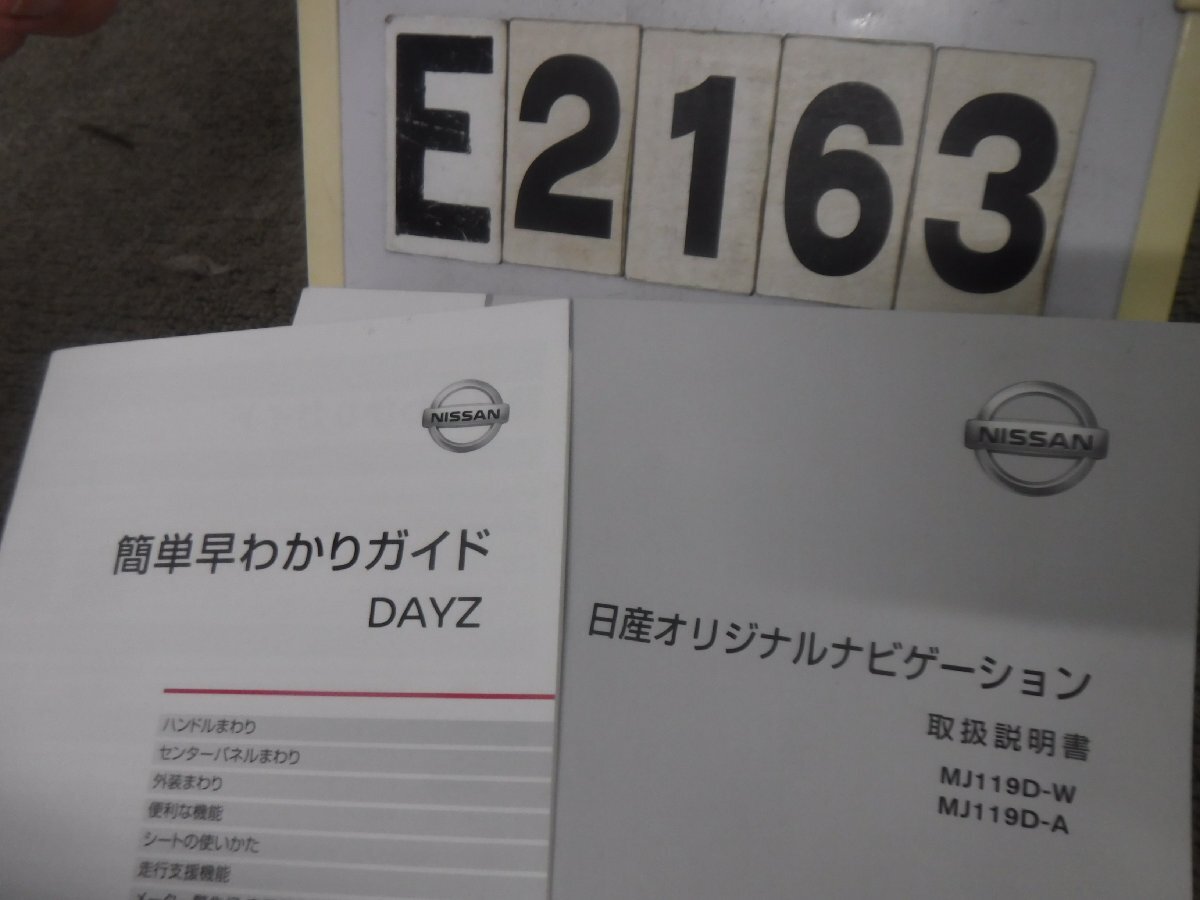 E2163
NISSAN
簡単早わかりガイド
DAYZ
ハンドルまわり
センターパネルまわり
外装まわり
便利な機能
シートの使いかた
走行支援機能
NISSAN
日産オリジナルナビゲーション
取扱説明書
MJ119D-W
MJ119D-A